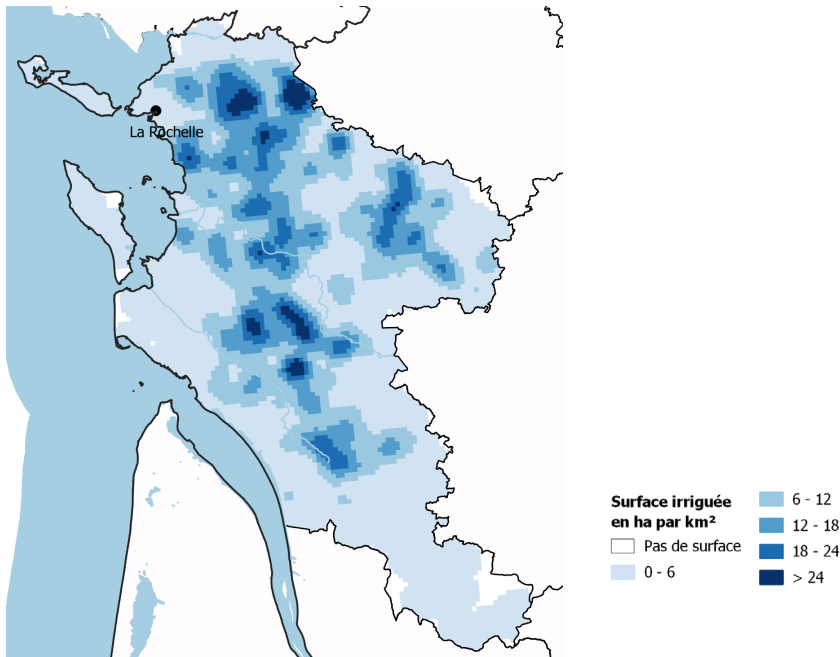 La Rochelle
Surface irriguée
en ha par km²
Pas de surface
0 - 6
6 - 12
12 - 18
18 - 24
> 24